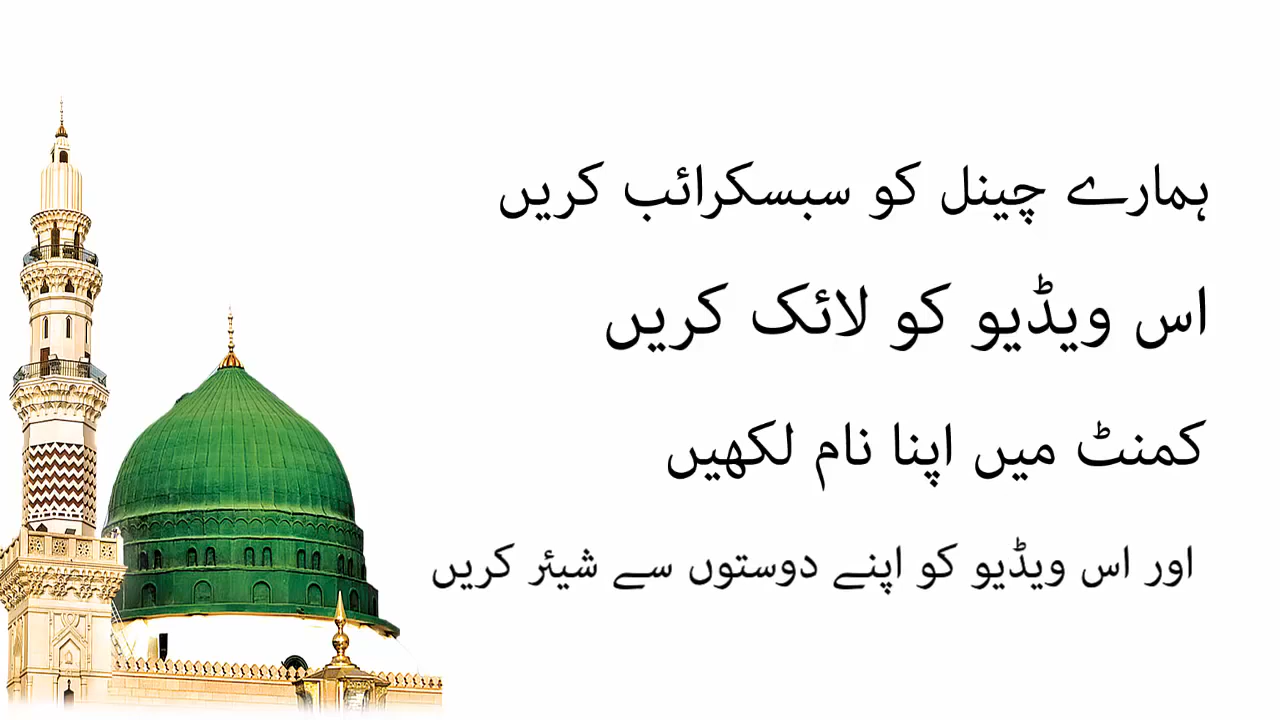 ہمارے چینل کو سبسکرائب کریں
اس ویڈیو کو لائک کریں
کمنٹ میں اپنا نام لکھیں
اور اس ویڈیو کو اپنے دوستوں سے شیئر کریں